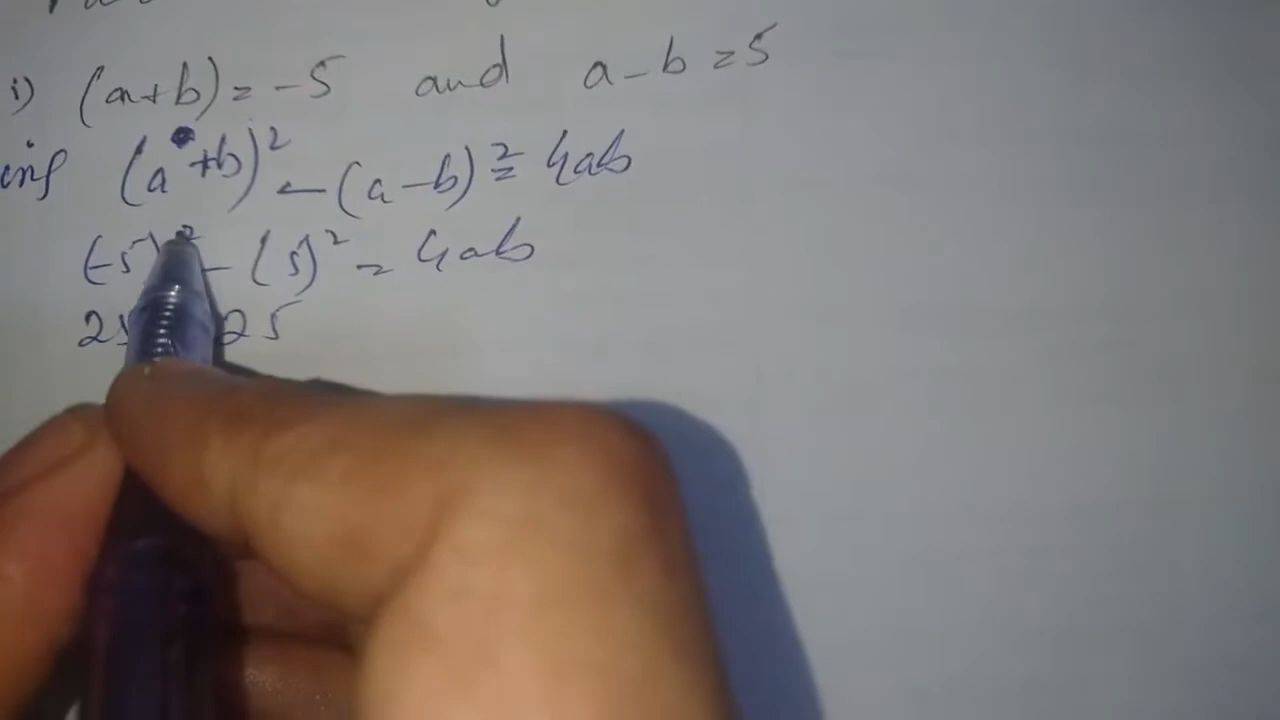 i) (a+b) = -5 and a-b = 5
(a+b)² - (a-b)² = 4ab
(-5)² - (5)² = 4ab
25 25